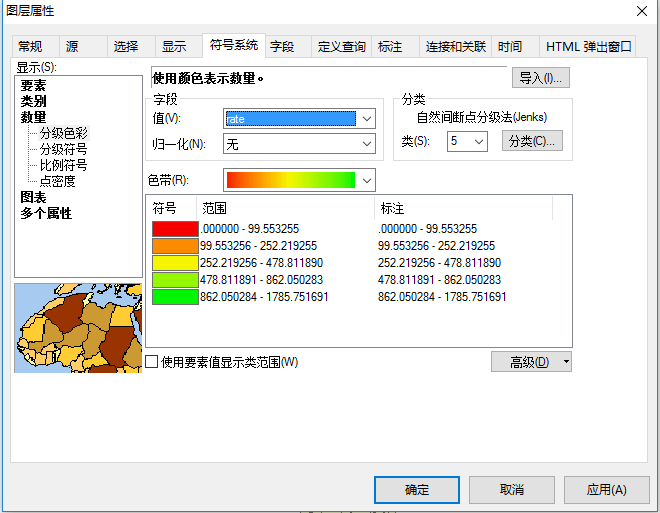 图层属性
常规 源 选择 显示 符号系统 字段 定义查询 标注 连接和关联 时间 HTML 弹出窗口
显示(S):
要素
类别
数量
分级色彩
分级符号
比例符号
点密度
图表
多个属性
使用颜色表示数量。
导入(I)...
字段
值(V): rate
归一化(N): 无
分类
自然间断点分级法(Jenks)
类(S): 5 分类(C)...
色带(R):
符号 范围 标注
.000000 - 99.553255 .000000 - 99.553255
99.553256 - 252.219255 99.553256 - 252.219255
252.219256 - 478.811890 252.219256 - 478.811890
478.811891 - 862.050283 478.811891 - 862.050283
862.050284 - 1785.751691 862.050284 - 1785.751691
使用要素值显示类范围(W)
高级(D)
确定 取消 应用(A)